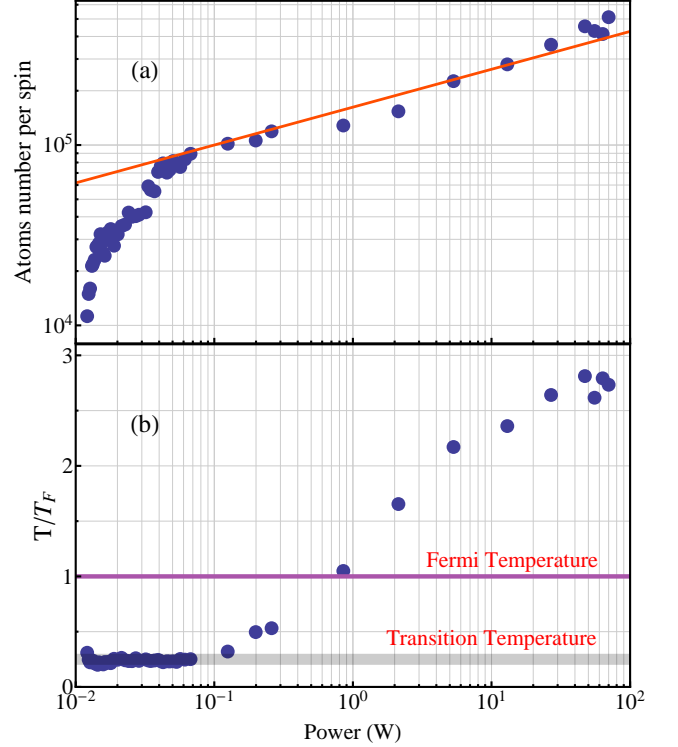 (a)
Atoms number per spin
10^5
10^4
3
(b)
2
T/T_F
Fermi Temperature
1
Transition Temperature
0
10^−2 10^−1 10^0 10^1 10^2
Power (W)